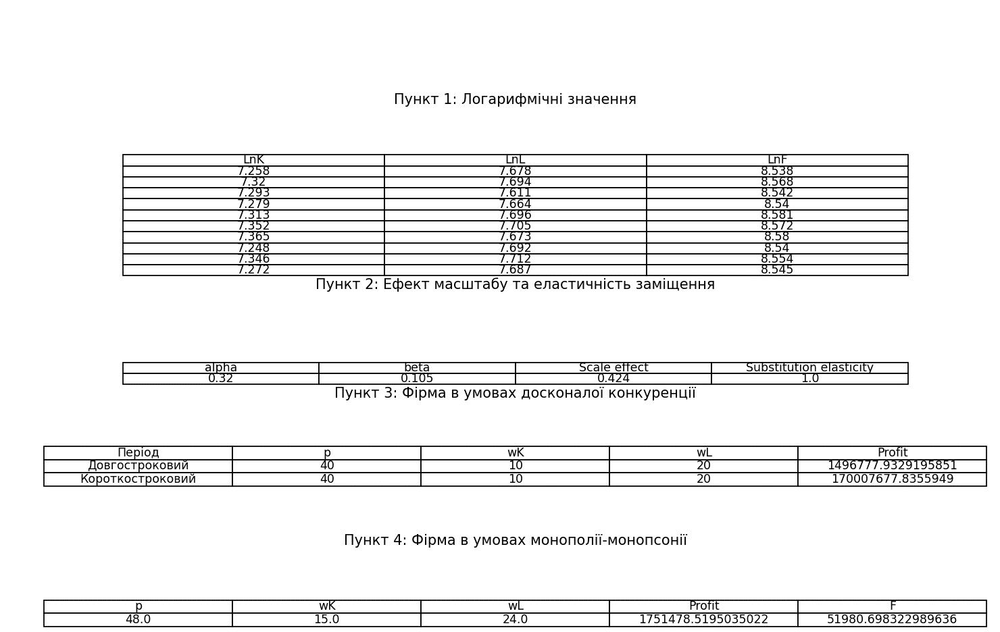 Пункт 1: Логарифмічні значення
LnK LnL LnF
7.258 7.678 8.538
7.32 7.694 8.568
7.293 7.611 8.542
7.279 7.664 8.54
7.313 7.696 8.581
7.352 7.705 8.572
7.365 7.673 8.58
7.248 7.692 8.54
7.346 7.712 8.554
7.272 7.687 8.545
Пункт 2: Ефект масштабу та еластичність заміщення
alpha beta Scale effect Substitution elasticity
0.32 0.105 0.424 1.0
Пункт 3: Фірма в умовах досконалої конкуренції
Період p wK wL Profit
Довгостроковий 40 10 20 1496777.9329195851
Короткостроковий 40 10 20 170007677.8355949
Пункт 4: Фірма в умовах монополії-монопсонії
p wK wL Profit F
48.0 15.0 24.0 1751478.5195035022 51980.698322989636